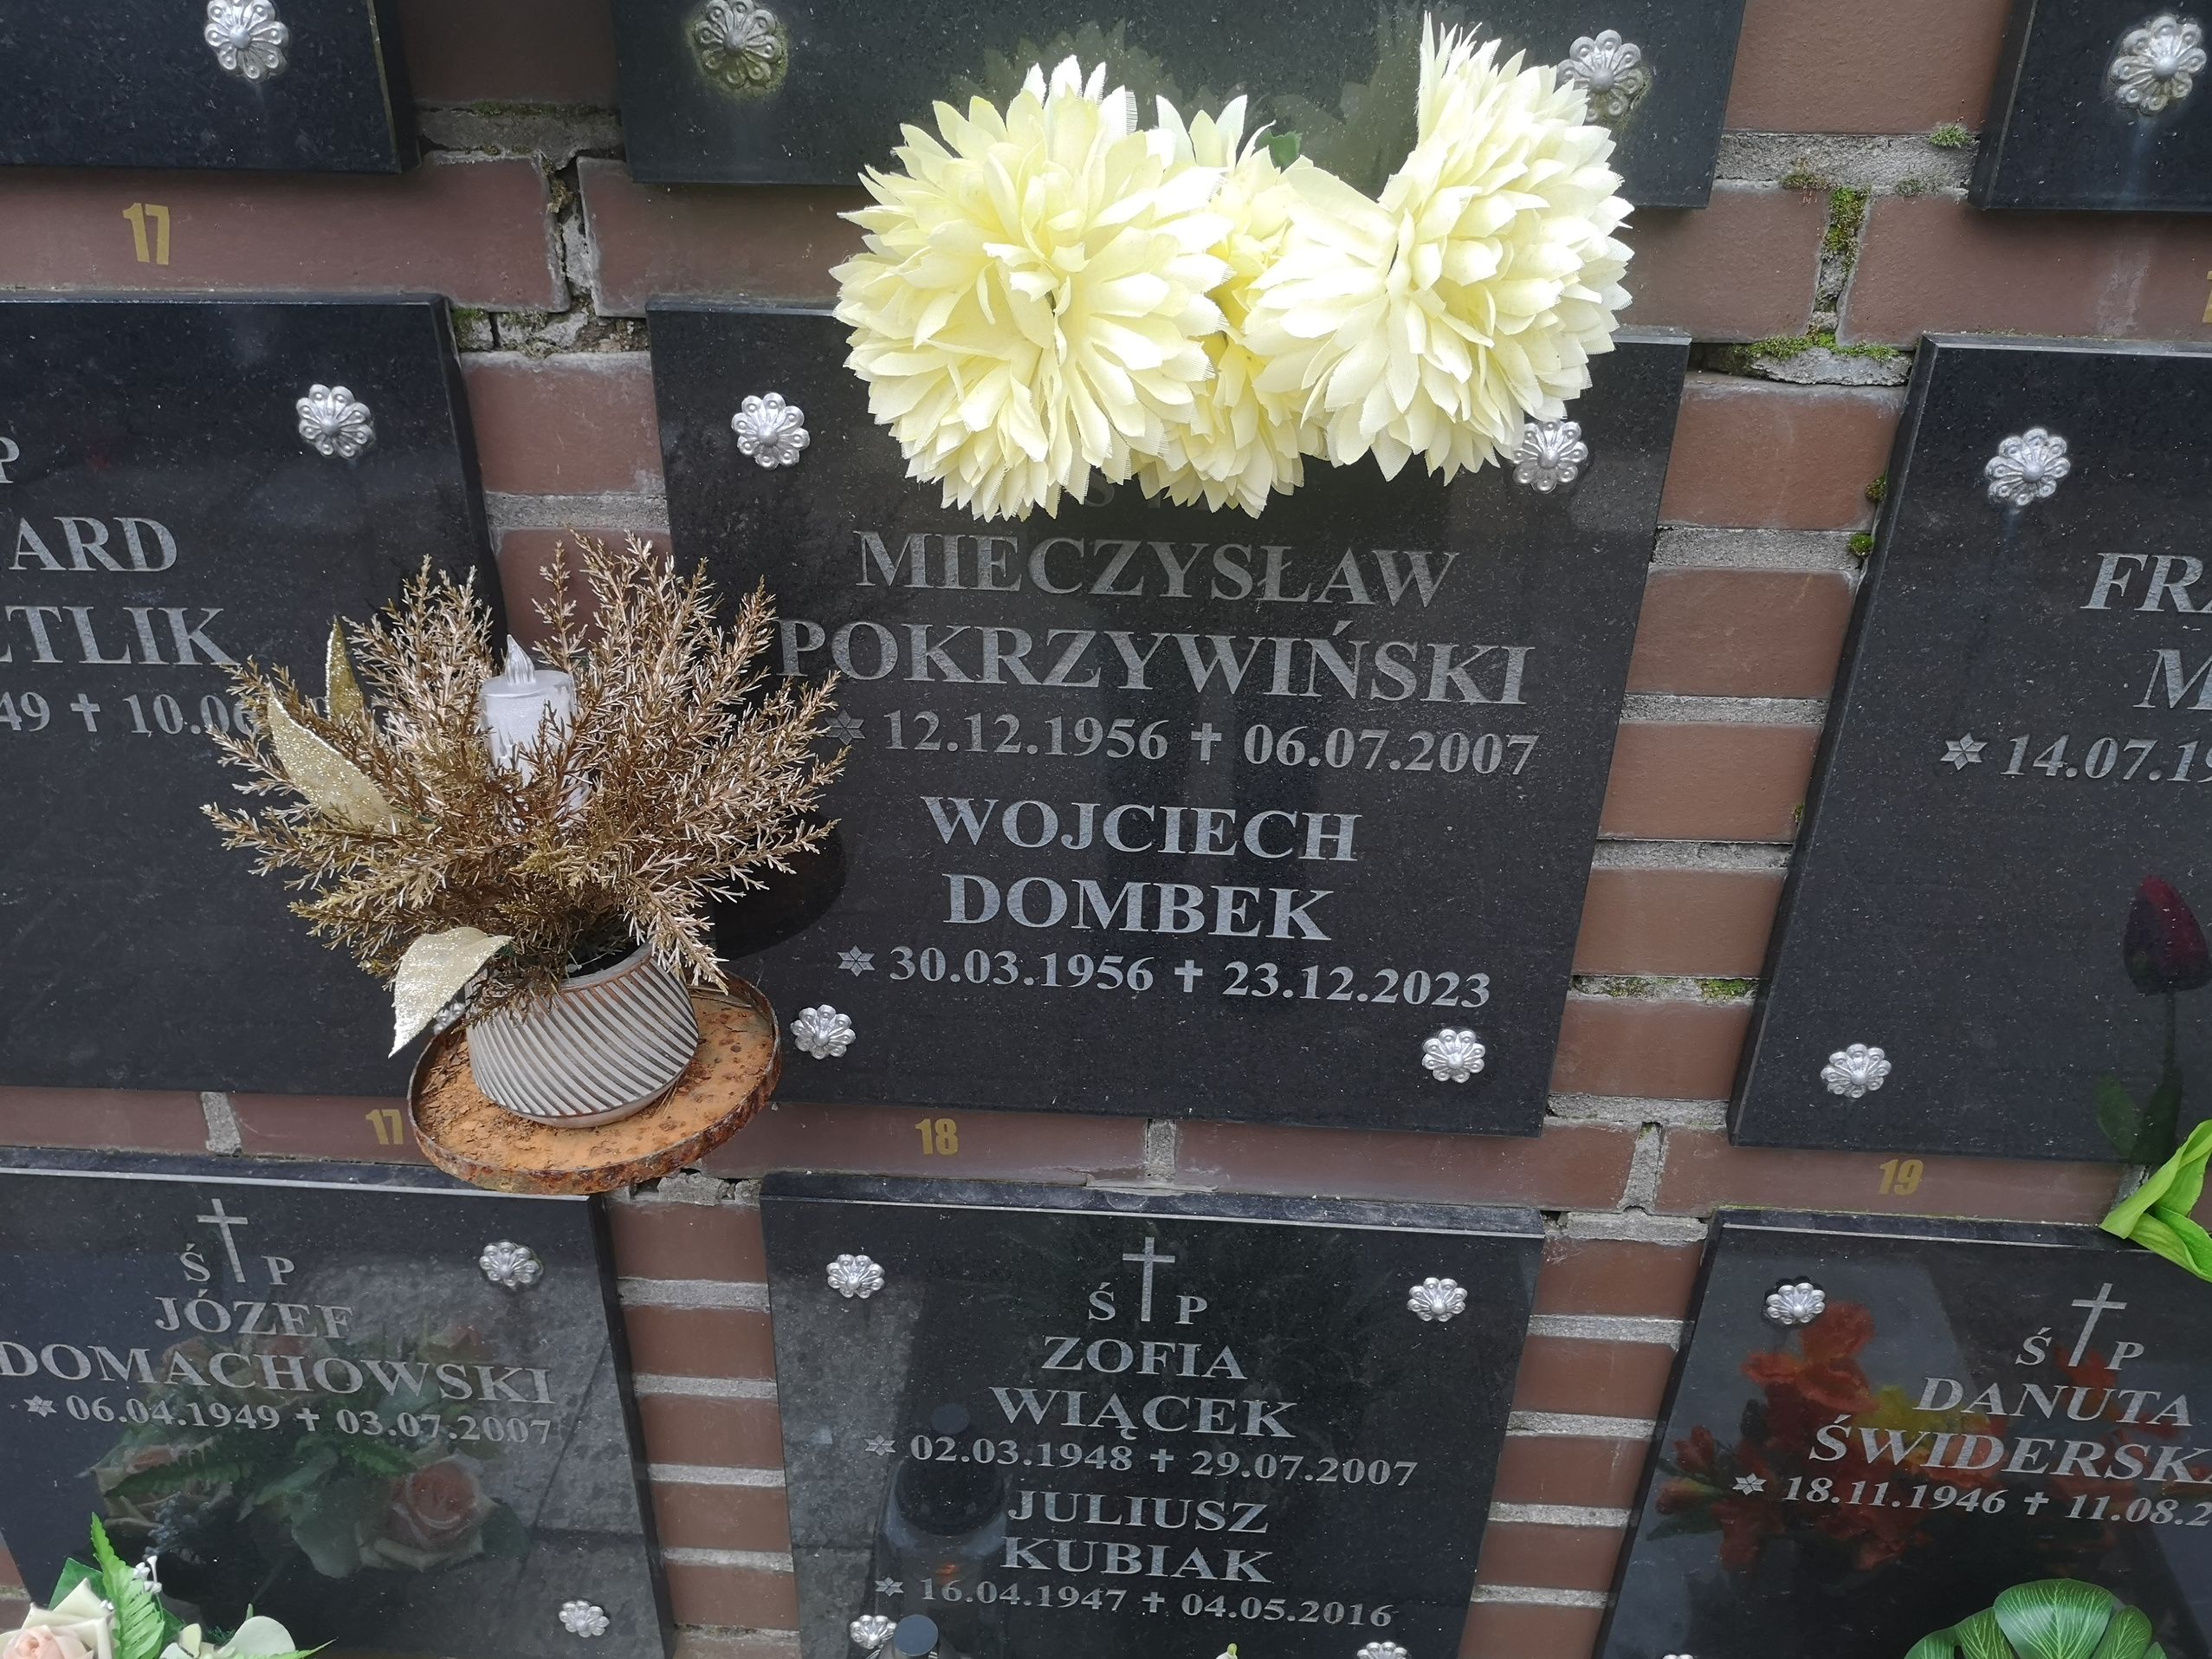 17
P
ARD
ETLIK
49 ✝ 10.06
MIECZYSŁAW
POKRZYWIŃSKI
✲ 12.12.1956 ✝ 06.07.2007
WOJCIECH
DOMBEK
✲ 30.03.1956 ✝ 23.12.2023
FRA
M
✲ 14.07.19
17
18
19
Ś ✝ P
JÓZEF
DOMACHOWSKI
✲ 06.04.1949 ✝ 03.07.2007
Ś ✝ P
ZOFIA
WIĄCEK
✲ 02.03.1948 ✝ 29.07.2007
JULIUSZ
KUBIAK
✲ 16.04.1947 ✝ 04.05.2016
Ś ✝ P
DANUTA
ŚWIDERSK
✲ 18.11.1946 ✝ 11.08.2